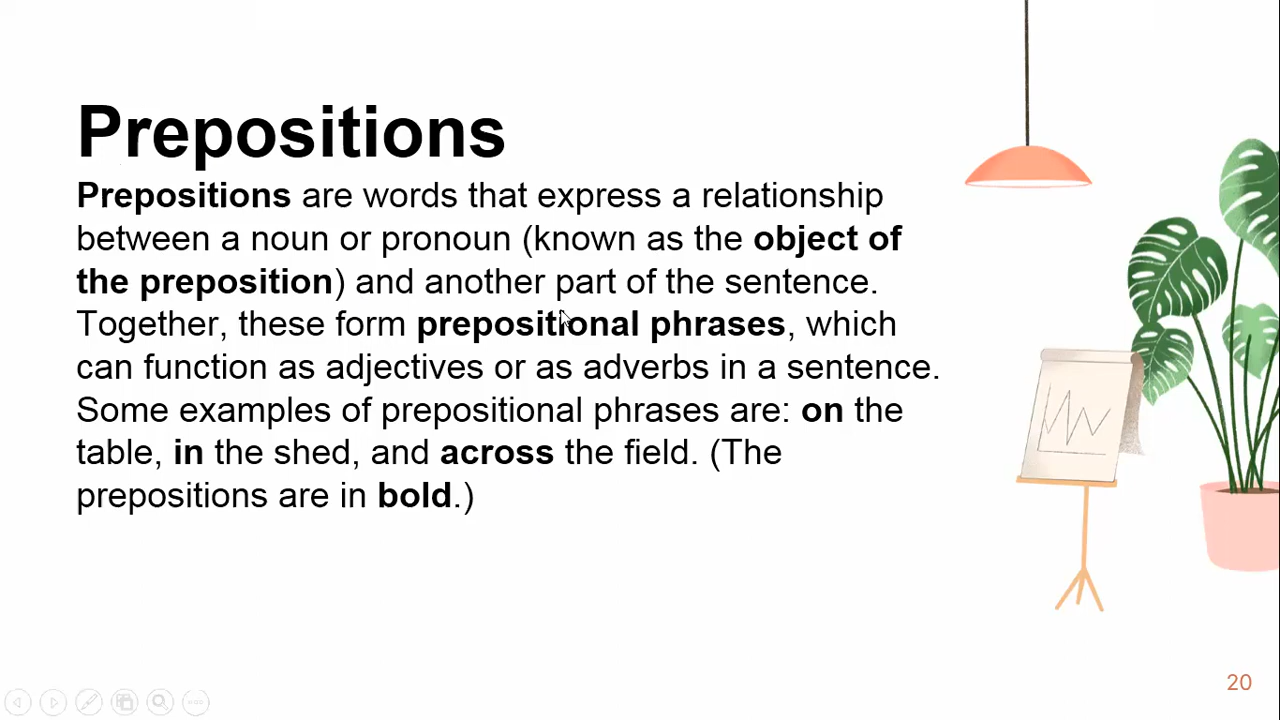 Prepositions
Prepositions are words that express a relationship
between a noun or pronoun (known as the object of
the preposition) and another part of the sentence.
Together, these form prepositional phrases, which
can function as adjectives or as adverbs in a sentence.
Some examples of prepositional phrases are: on the
table, in the shed, and across the field. (The
prepositions are in bold.)
20